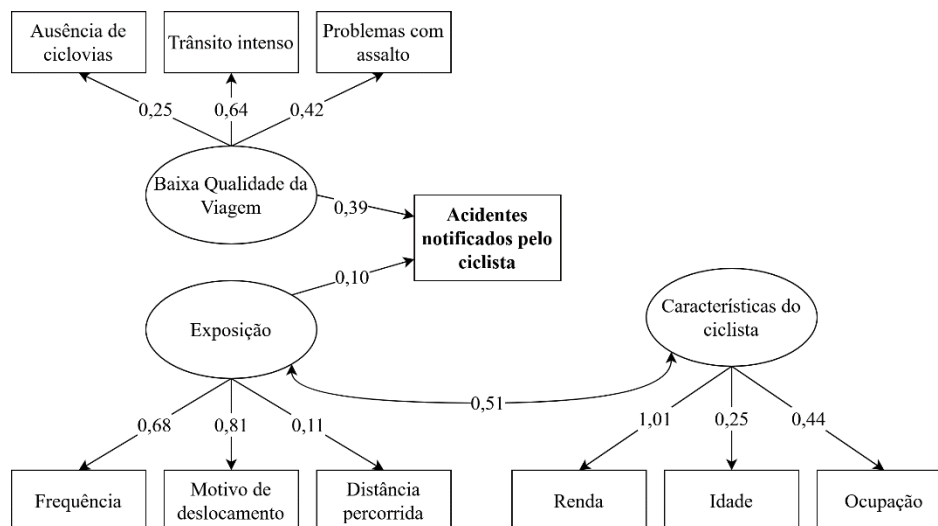 Ausência de
ciclovias
Trânsito intenso
Problemas com
assalto
0,25
0,64
0,42
Baixa Qualidade da
Viagem
0,39
Acidentes
notificados pelo
ciclista
0,10
Exposição
Características do
ciclista
0,51
0,68
0,81
0,11
1,01
0,25
0,44
Frequência
Motivo de
deslocamento
Distância
percorrida
Renda
Idade
Ocupação